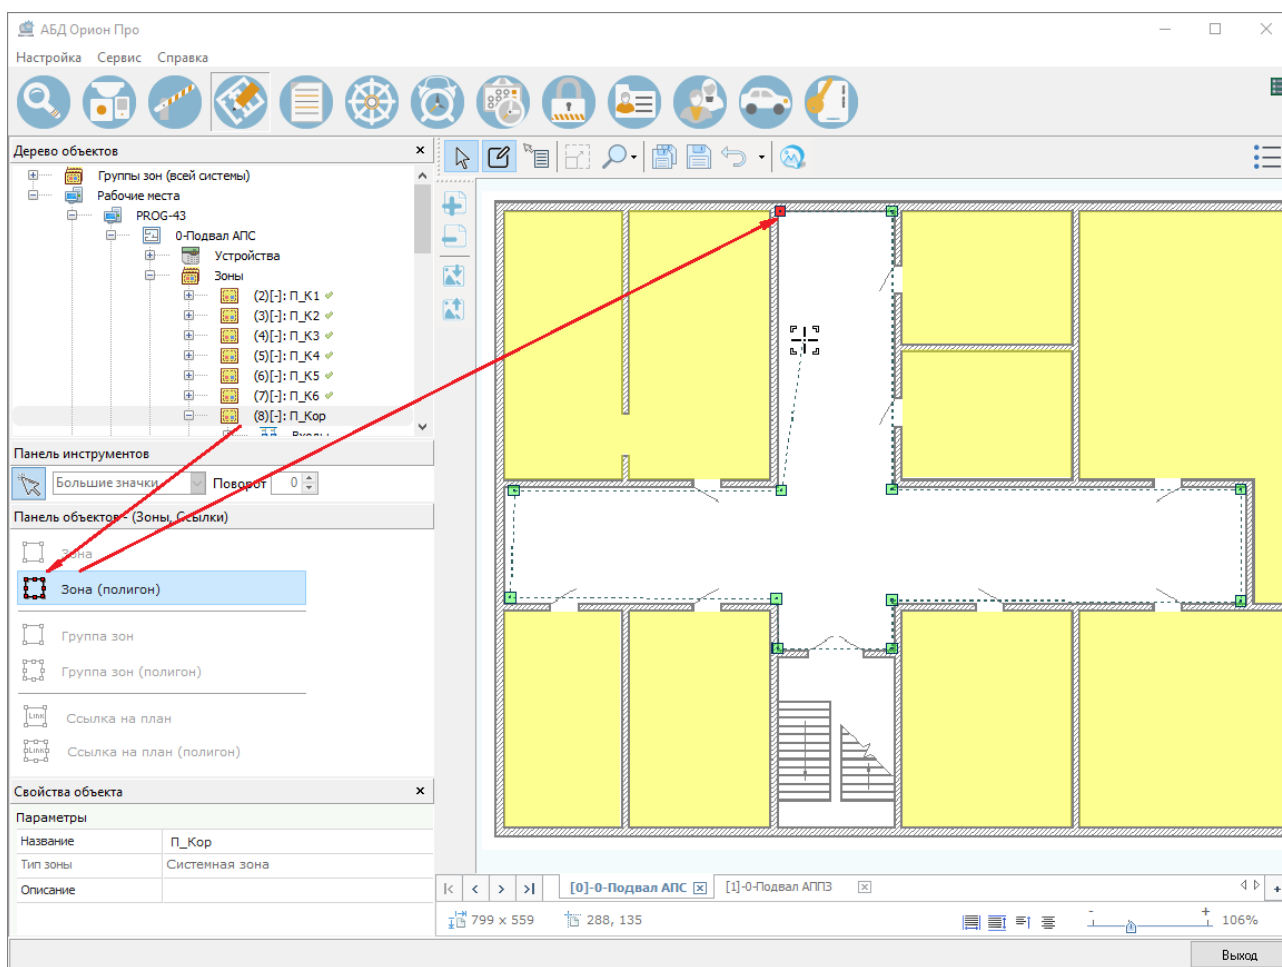 АБД Орион Про
Настройка Сервис Справка
Дерево объектов
Группы зон (всей системы)
Рабочие места
PROG-43
0-Подвал АПС
Устройства
Зоны
(2)[-]: П_К1
(3)[-]: П_К2
(4)[-]: П_К3
(5)[-]: П_К4
(6)[-]: П_К5
(7)[-]: П_К6
(8)[-]: П_Кор
Входы
Панель инструментов
Большие значки Поворот 0
Панель объектов - (Зоны, Ссылки)
Зона
Зона (полигон)
Группа зон
Группа зон (полигон)
Link Ссылка на план
Link Ссылка на план (полигон)
Свойства объекта
Параметры
Название П_Кор
Тип зоны Системная зона
Описание
[0]-0-Подвал АПС [1]-0-Подвал АППЗ
799 x 559 288, 135 - + 106%
Выход